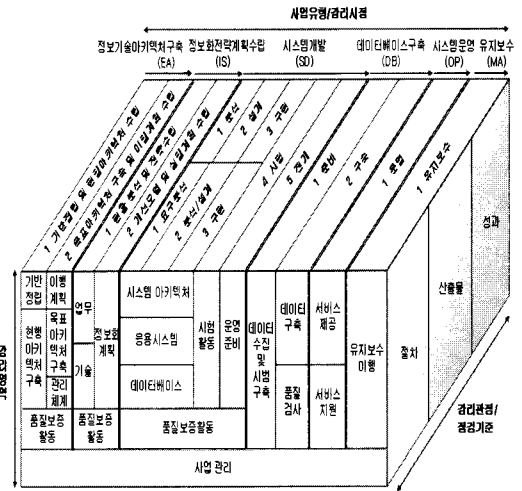 사업유형/감리시점
정보기술아키텍처구축
(EA)
정보화전략계획수립
(IS)
시스템개발
(SD)
데이터베이스구축
(DB)
시스템운영
(OP)
유지보수
(MA)
1 기반정립 및 현행아키텍처 수립
2 목표아키텍처 구축 및 이행계획 수립
1 현황분석 및 전략수립
2 개선모델 및 실행계획 수립
1 분석
2 설계
3 구현
1 요구분석
2 분석/설계
3 구현
4 시험
5 전개
1 준비
2 구축
1 운영
1 유지보수
기반
정립
이행
계획
현행
아키
텍처
구축
목표
아키
텍처
구축
관리
체계
품질보증
활동
업무
기술
정보화
계획
품질보증
활동
시스템 아키텍처
응용시스템
데이터베이스
시험
활동
운영
준비
품질보증활동
데이터
수집
및
시범
구축
데이터
구축
품질
검사
서비스
제공
서비스
지원
유지보수
이행
사업 관리
절차
산출물
성과
감리관점/
점검기준
감리영역